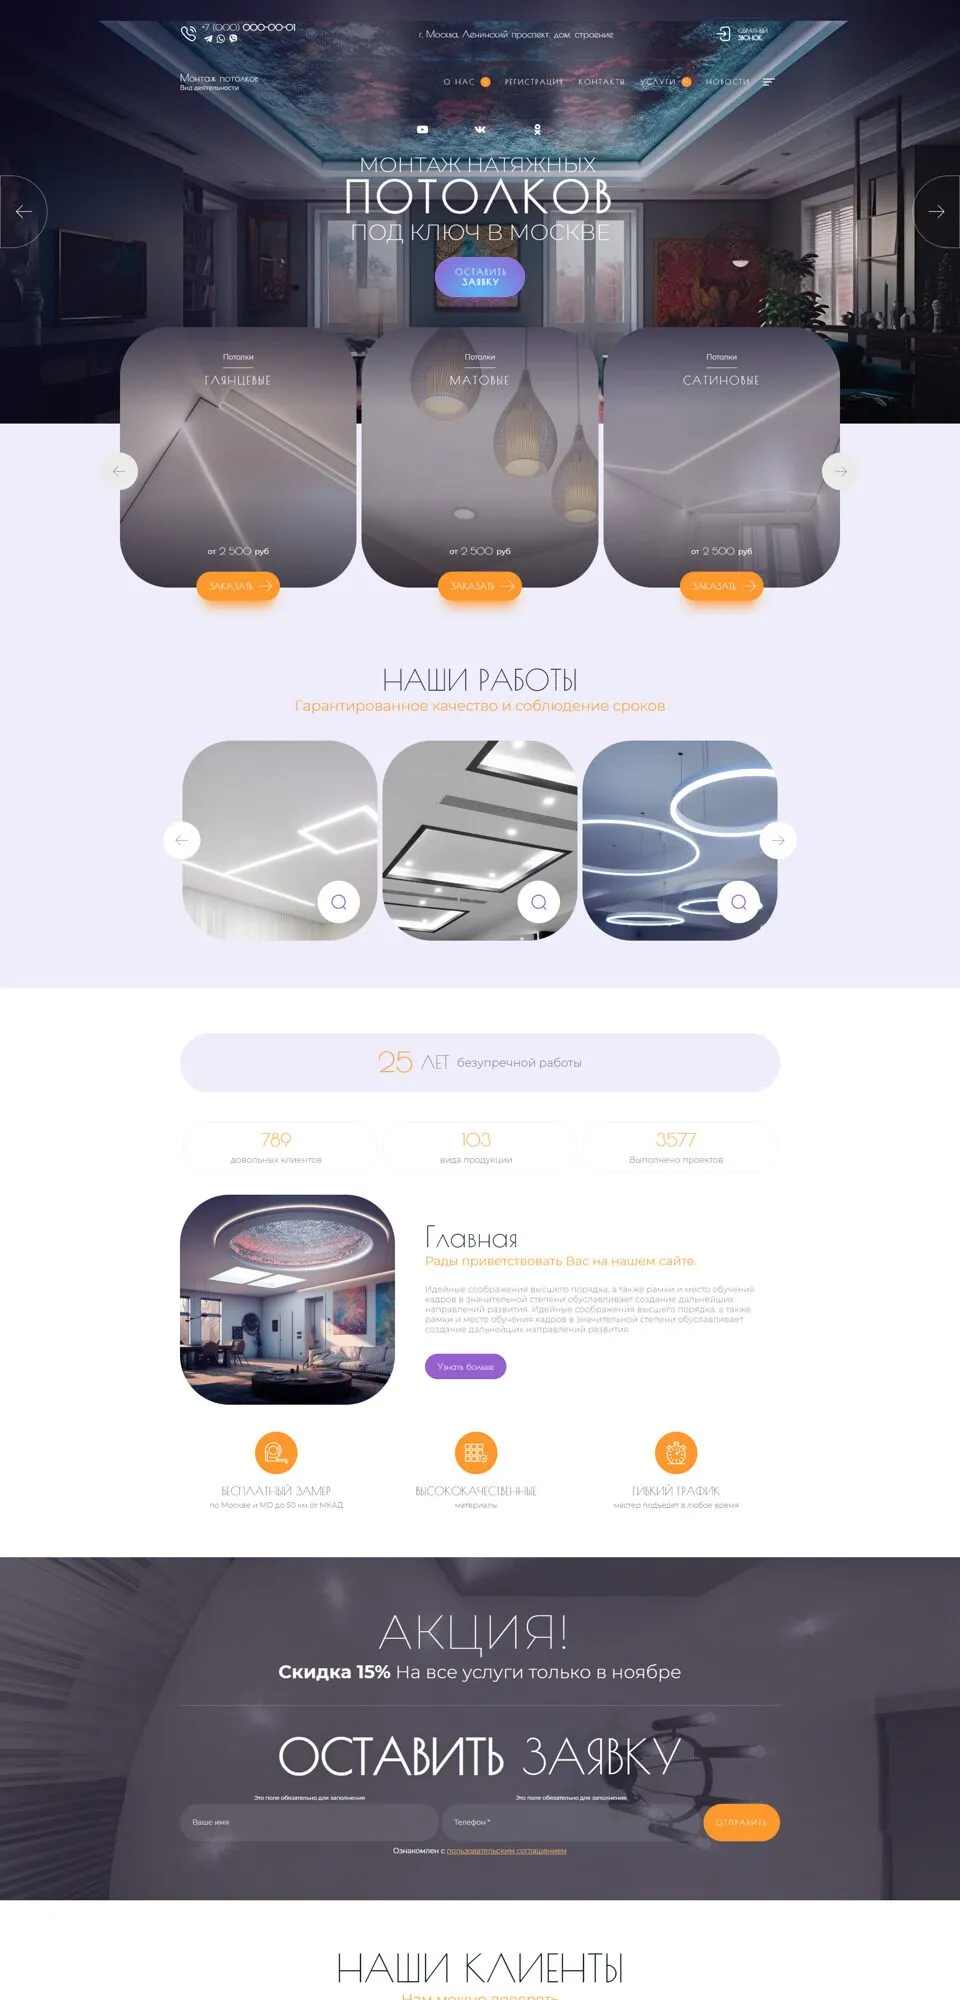 +7 (000) 000-00-01
г. Москва, Ленинский проспект, дом, строение
ОБРАТНЫЙ
ЗВОНОК
Монтаж потолков
Вид деятельности
О НАС
РЕГИСТРАЦИЯ
КОНТАКТЫ
УСЛУГИ
НОВОСТИ
МОНТАЖ НАТЯЖНЫХ
ПОТОЛКОВ
ПОД КЛЮЧ В МОСКВЕ
ОСТАВИТЬ
ЗАЯВКУ
Потолки
ГЛЯНЦЕВЫЕ
от 2 500 руб
ЗАКАЗАТЬ
Потолки
МАТОВЫЕ
от 2 500 руб
ЗАКАЗАТЬ
Потолки
САТИНОВЫЕ
от 2 500 руб
ЗАКАЗАТЬ
НАШИ РАБОТЫ
Гарантированное качество и соблюдение сроков
25 ЛЕТ безупречной работы
789
довольных клиентов
103
вида продукции
3577
Выполнено проектов
Главная
Рады приветствовать Вас на нашем сайте.
Идейные соображения высшего порядка, а также рамки и место обучения
кадров в значительной степени обуславливает создание дальнейших
направлений развития. Идейные соображения высшего порядка, а также
рамки и место обучения кадров в значительной степени обуславливает
создание дальнейших направлений развития.
Узнать больше
БЕСПЛАТНЫЙ ЗАМЕР
по Москве и МО до 50 км от МКАД
ВЫСОКОКАЧЕСТВЕННЫЕ
материалы
ГИБКИЙ ГРАФИК
мастер подъедет в любое время
АКЦИЯ!
Скидка 15% На все услуги только в ноябре
ОСТАВИТЬ ЗАЯВКУ
Это поле обязательно для заполнения
Ваше имя
Это поле обязательно для заполнения
Телефон *
ОТПРАВИТЬ
Ознакомлен с пользовательским соглашением
НАШИ КЛИЕНТЫ
Нам можно доверять